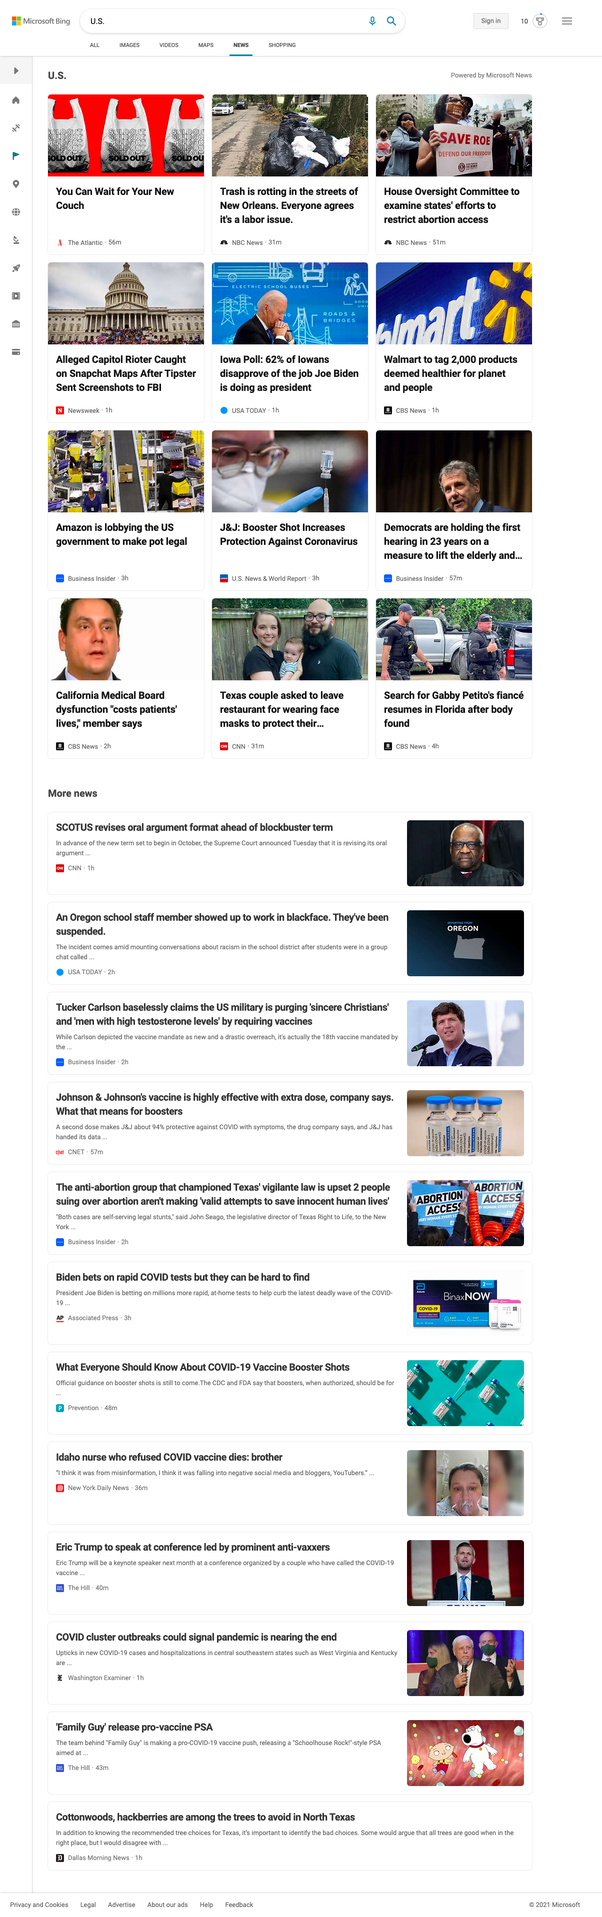 Microsoft Bing
U.S.
Sign in
10
ALL IMAGES VIDEOS MAPS NEWS SHOPPING
U.S.
Powered by Microsoft News
SOLD OUT
SOLD OUT
SOLD OU
You Can Wait for Your New
Couch
The Atlantic · 56m
Trash is rotting in the streets of
New Orleans. Everyone agrees
it's a labor issue.
NBC News · 31m
SAVE ROE
DEFEND OUR FREEDOM
House Oversight Committee to
examine states' efforts to
restrict abortion access
NBC News · 51m
Alleged Capitol Rioter Caught
on Snapchat Maps After Tipster
Sent Screenshots to FBI
Newsweek · 1h
ELECTRIC SCHOOL BUSES
ROADS &
BRIDGES
Iowa Poll: 62% of Iowans
disapprove of the job Joe Biden
is doing as president
USA TODAY · 1h
lmart
Walmart to tag 2,000 products
deemed healthier for planet
and people
CBS News · 1h
Amazon is lobbying the US
government to make pot legal
Business Insider · 3h
J&J: Booster Shot Increases
Protection Against Coronavirus
U.S. News & World Report · 3h
Democrats are holding the first
hearing in 23 years on a
measure to lift the elderly and...
Business Insider · 57m
California Medical Board
dysfunction "costs patients'
lives," member says
CBS News · 2h
Texas couple asked to leave
restaurant for wearing face
masks to protect their...
CNN · 31m
Search for Gabby Petito's fiancé
resumes in Florida after body
found
CBS News · 4h
More news
SCOTUS revises oral argument format ahead of blockbuster term
In advance of the new term set to begin in October, the Supreme Court announced Tuesday that it is revising its oral
argument ...
CNN · 1h
An Oregon school staff member showed up to work in blackface. They've been
suspended.
The incident comes amid mounting conversations about racism in the school district after students were in a group
chat called ...
USA TODAY · 2h
OREGON
Tucker Carlson baselessly claims the US military is purging 'sincere Christians'
and 'men with high testosterone levels' by requiring vaccines
While Carlson depicted the vaccine mandate as new and a drastic overreach, it's actually the 18th vaccine mandated by
the ...
Business Insider · 2h
Johnson & Johnson's vaccine is highly effective with extra dose, company says.
What that means for boosters
A second dose makes J&J about 94% protective against COVID with symptoms, the drug company says, and J&J has
handed its data ...
CNET · 57m
The anti-abortion group that championed Texas' vigilante law is upset 2 people
suing over abortion aren't making 'valid attempts to save innocent human lives'
"Both cases are self-serving legal stunts," said John Seago, the legislative director of Texas Right to Life, to the New
York ...
Business Insider · 2h
ABORTION
ACCESS
ABORTION
ACCESS
Biden bets on rapid COVID tests but they can be hard to find
President Joe Biden is betting on millions more rapid, at-home tests to help curb the latest deadly wave of the COVID-
19 ...
AP Associated Press · 3h
BinaxNOW
COVID-19
What Everyone Should Know About COVID-19 Vaccine Booster Shots
Official guidance on booster shots is still to come.The CDC and FDA say that boosters, when authorized, should be for
...
Prevention · 48m
Idaho nurse who refused COVID vaccine dies: brother
"I think it was from misinformation, I think it was falling into negative social media and bloggers, YouTubers." ...
New York Daily News · 36m
Eric Trump to speak at conference led by prominent anti-vaxxers
Eric Trump will be a keynote speaker next month at a conference organized by a couple who have called the COVID-19
vaccine ...
The Hill · 40m
COVID cluster outbreaks could signal pandemic is nearing the end
Upticks in new COVID-19 cases and hospitalizations in central southeastern states such as West Virginia and Kentucky
are ...
Washington Examiner · 1h
'Family Guy' release pro-vaccine PSA
The team behind "Family Guy" is making a pro-COVID-19 vaccine push, releasing a "Schoolhouse Rock!"-style PSA
aimed at ...
The Hill · 43m
Cottonwoods, hackberries are among the trees to avoid in North Texas
In addition to knowing the recommended tree choices for Texas, it's important to identify the bad choices. Some would argue that all trees are good when in the
right place, but I would disagree with ...
Dallas Morning News · 1h
Privacy and Cookies Legal Advertise About our ads Help Feedback
© 2021 Microsoft